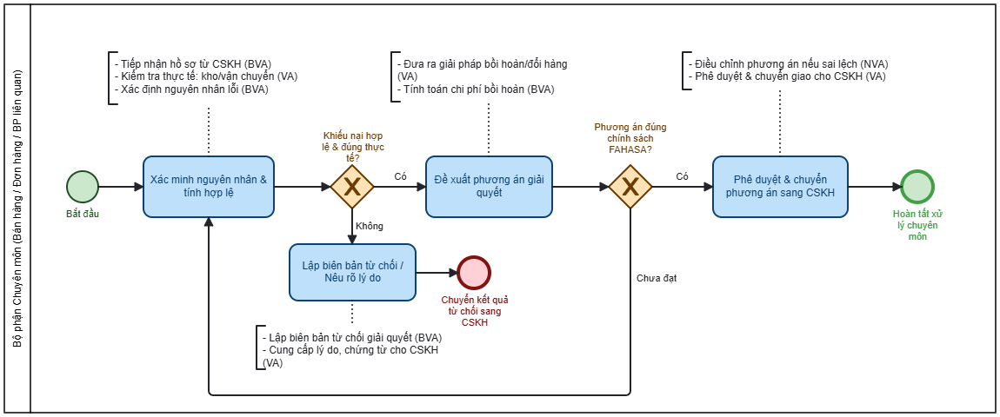 Bộ phận Chuyên môn (Bán hàng / Đơn hàng / BP liên quan)
- Tiếp nhận hồ sơ từ CSKH (BVA)
- Kiểm tra thực tế: kho/vận chuyển (VA)
- Xác định nguyên nhân lỗi (BVA)
- Đưa ra giải pháp bồi hoàn/đổi hàng
(VA)
- Tính toán chi phí bồi hoàn (BVA)
- Điều chỉnh phương án nếu sai lệch (NVA)
- Phê duyệt & chuyển giao cho CSKH (VA)
Khiếu nại hợp
lệ & đúng thực
tế?
Phương án đúng
chính sách
FAHASA?
Bắt đầu
Xác minh nguyên nhân &
tính hợp lệ
Có
Đề xuất phương án giải
quyết
Có
Phê duyệt & chuyển
phương án sang CSKH
Hoàn tất xử
lý chuyên
môn
Không
Lập biên bản từ chối /
Nêu rõ lý do
Chuyển kết quả
từ chối sang
CSKH
Chưa đạt
- Lập biên bản từ chối giải quyết (BVA)
- Cung cấp lý do, chứng từ cho CSKH
(VA)